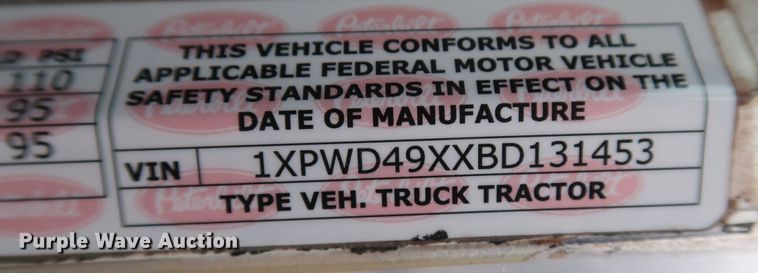 D PSI
110
95
95
THIS VEHICLE CONFORMS TO ALL
APPLICABLE FEDERAL MOTOR VEHICLE
SAFETY STANDARDS IN EFFECT ON THE
DATE OF MANUFACTURE
VIN 1XPWD49XXBD131453
TYPE VEH. TRUCK TRACTOR
Peterbilt
Purple Wave Auction